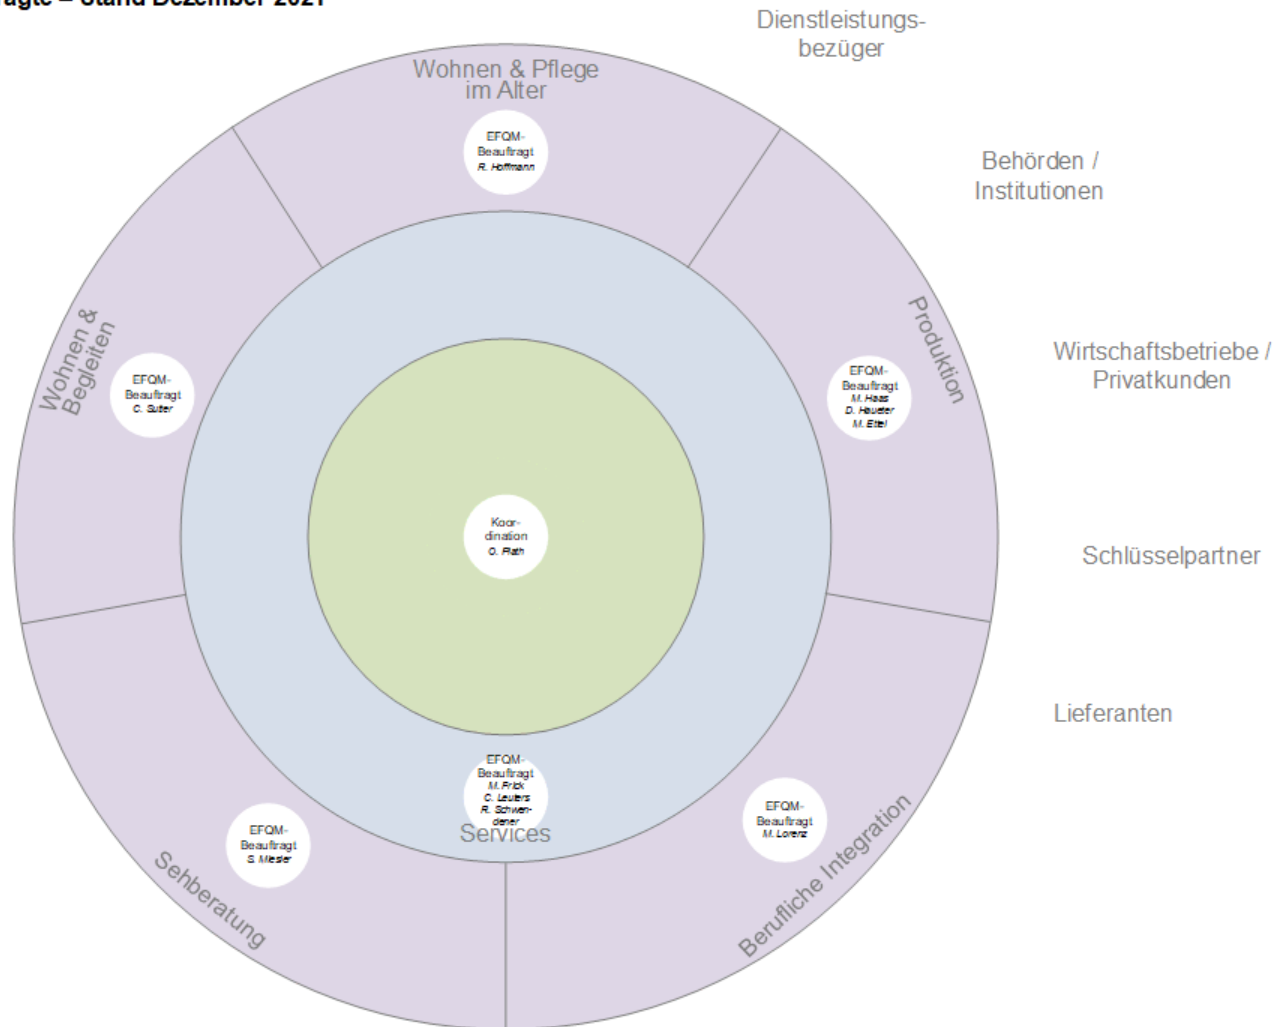 ragte – Stand Dezember 2021
Dienstleistungs-
bezüger
Wohnen & Pflege
im Alter
EFQM-
Beauftragt
R. Hoffmann
Behörden /
Institutionen
Wohnen &
Begleiten
EFQM-
Beauftragt
C. Sutter
Produktion
EFQM-
Beauftragt
M. Haas
D. Haueter
M. Ettel
Wirtschaftsbetriebe /
Privatkunden
Koor-
dination
O. Plath
Schlüsselpartner
Lieferanten
EFQM-
Beauftragt
M. Frick
C. Leuters
R. Schwen-
dener
Services
EFQM-
Beauftragt
M. Lorenz
Berufliche Integration
EFQM-
Beauftragt
S. Miesler
Sehberatung